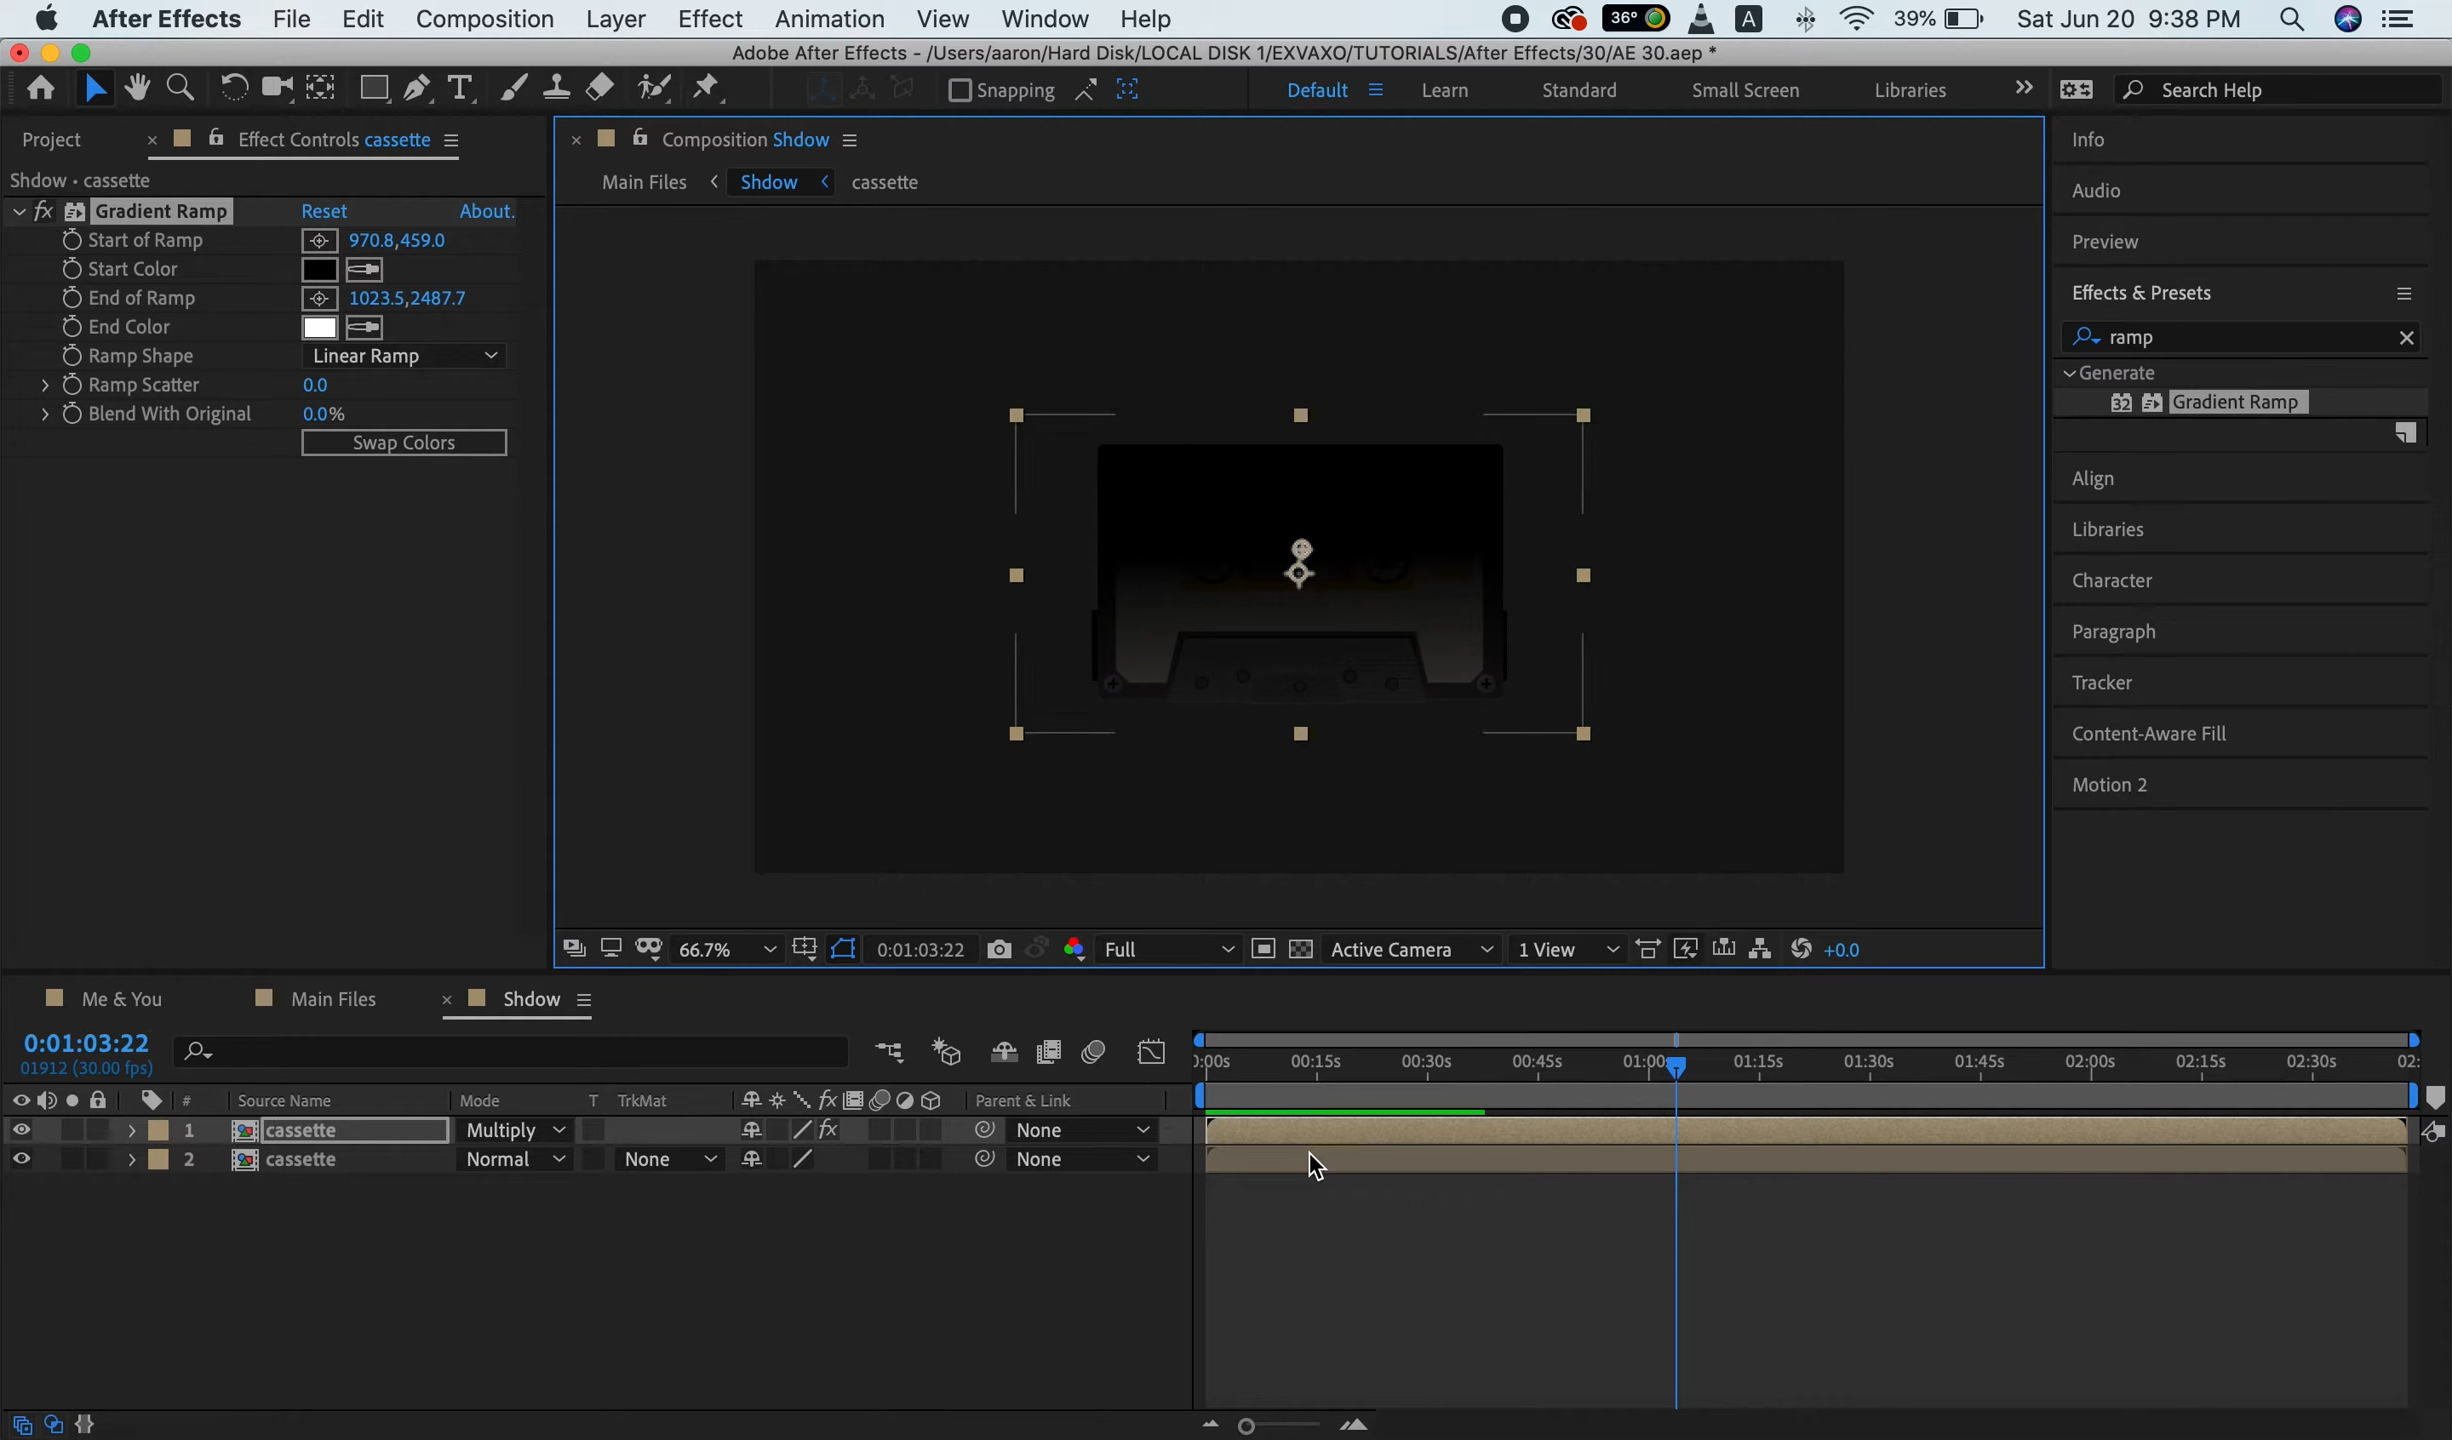 After Effects File Edit Composition Layer Effect Animation View Window Help 36° A 39% Sat Jun 20 9:38 PM
Adobe After Effects - /Users/aaron/Hard Disk/LOCAL DISK 1/EXVAXO/TUTORIALS/After Effects/30/AE 30.aep *
Snapping Default Learn Standard Small Screen Libraries Search Help
Project Effect Controls cassette
Shdow • cassette
fx Gradient Ramp Reset About.
Start of Ramp 970.8,459.0
Start Color
End of Ramp 1023.5,2487.7
End Color
Ramp Shape Linear Ramp
Ramp Scatter 0.0
Blend With Original 0.0%
Swap Colors
Composition Shdow
Main Files Shdow cassette
66.7% 0:01:03:22 Full Active Camera 1 View +0.0
Info
Audio
Preview
Effects & Presets
ramp
Generate
32 Gradient Ramp
Align
Libraries
Character
Paragraph
Tracker
Content-Aware Fill
Motion 2
Me & You Main Files Shdow
0:01:03:22
01912 (30.00 fps)
):00s 00:15s 00:30s 00:45s 01:00s 01:15s 01:30s 01:45s 02:00s 02:15s 02:30s 02:
# Source Name Mode T TrkMat fx Parent & Link
1 cassette Multiply fx None
2 cassette Normal None None